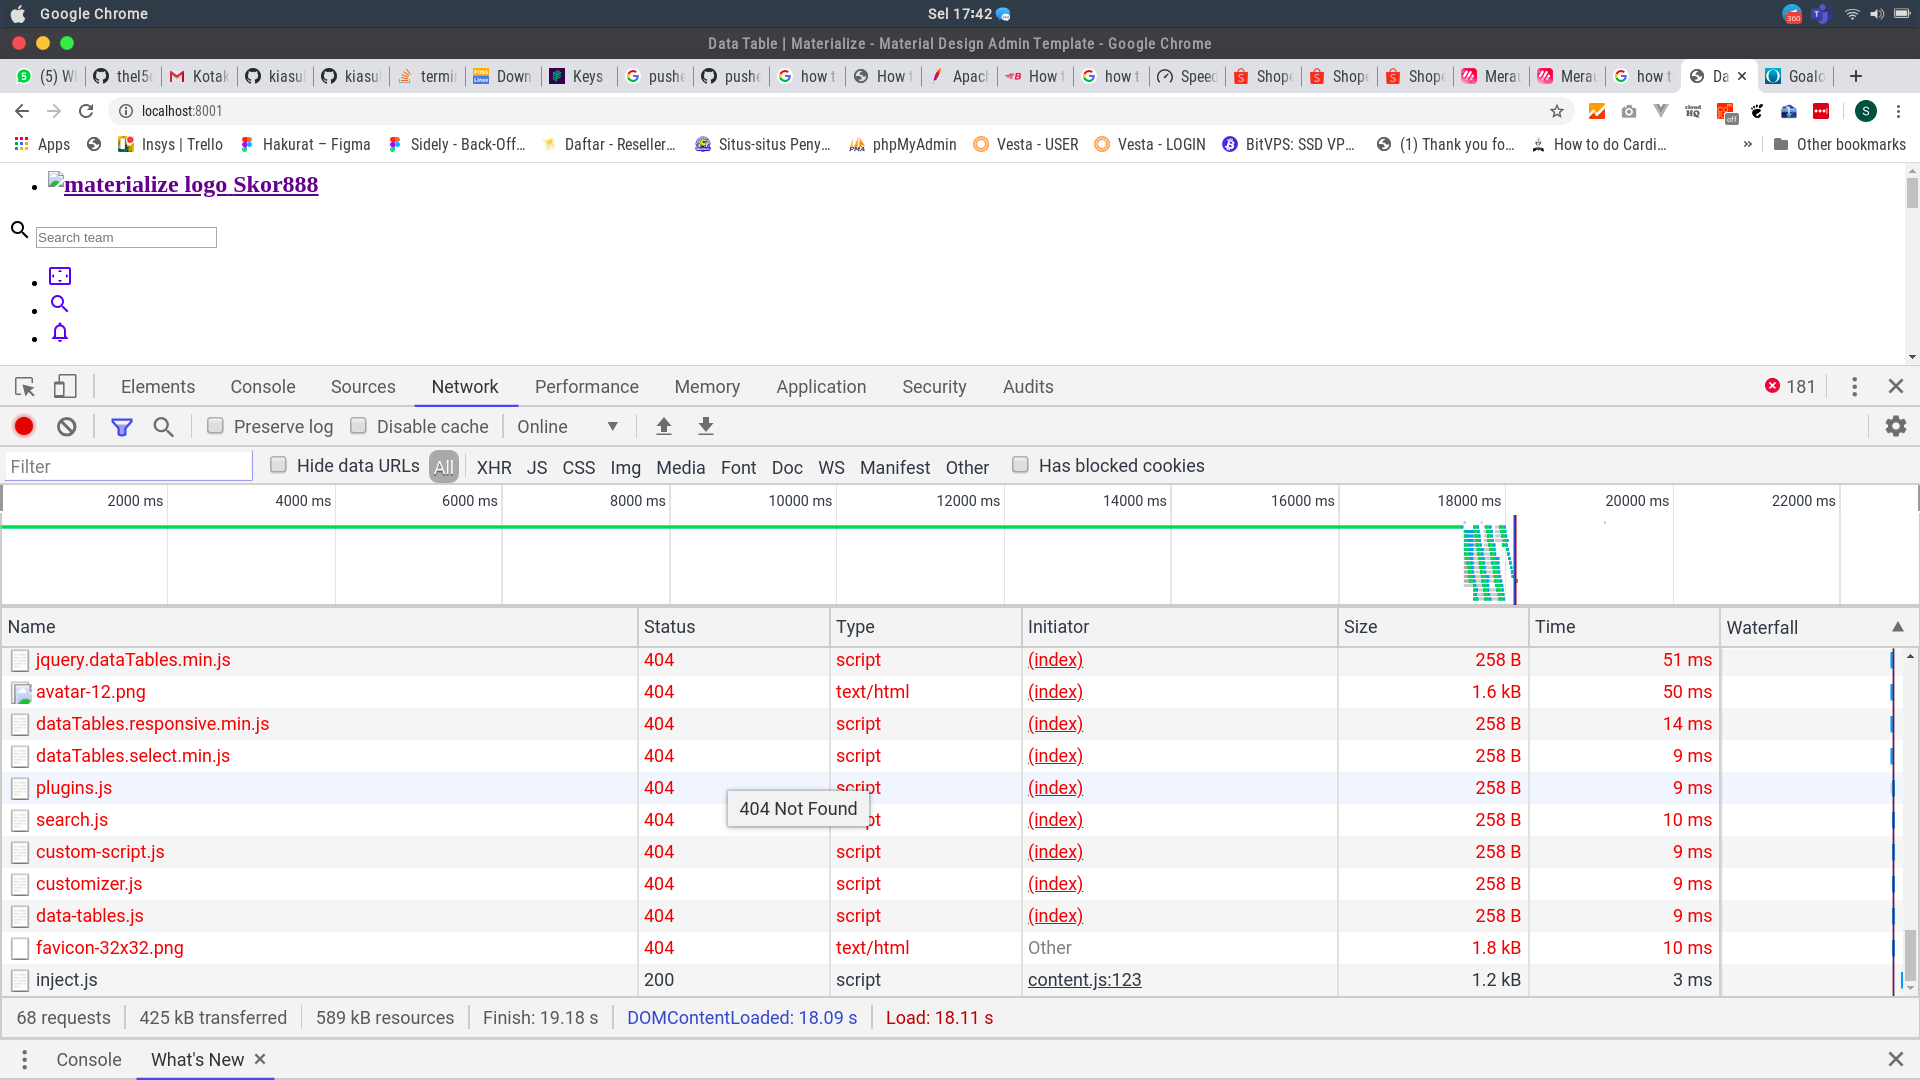 Google Chrome
Sel 17:42
360
Data Table | Materialize - Material Design Admin Template - Google Chrome
(5) W
thel5
Kotak
kiasu
kiasu
termi
Down
Keys
pushe
pushe
how t
How t
Apach
How t
how t
Speed
Shope
Shope
Shope
Merau
Merau
how t
Da
Goalo
localhost:8001
off
S
Apps
Insys | Trello
Hakurat – Figma
Sidely - Back-Off...
Daftar - Reseller...
Situs-situs Peny...
phpMyAdmin
Vesta - USER
Vesta - LOGIN
BitVPS: SSD VP...
(1) Thank you fo...
How to do Cardi...
»
Other bookmarks
materialize logo Skor888
Search team
Elements
Console
Sources
Network
Performance
Memory
Application
Security
Audits
181
Preserve log
Disable cache
Online
Filter
Hide data URLs
All
XHR
JS
CSS
Img
Media
Font
Doc
WS
Manifest
Other
Has blocked cookies
2000 ms
4000 ms
6000 ms
8000 ms
10000 ms
12000 ms
14000 ms
16000 ms
18000 ms
20000 ms
22000 ms
Name Status Type Initiator Size Time Waterfall
jquery.dataTables.min.js 404 script (index) 258 B 51 ms
avatar-12.png 404 text/html (index) 1.6 kB 50 ms
dataTables.responsive.min.js 404 script (index) 258 B 14 ms
dataTables.select.min.js 404 script (index) 258 B 9 ms
plugins.js 404 script (index) 258 B 9 ms
404 Not Found
search.js 404 pt (index) 258 B 10 ms
custom-script.js 404 script (index) 258 B 9 ms
customizer.js 404 script (index) 258 B 9 ms
data-tables.js 404 script (index) 258 B 9 ms
favicon-32x32.png 404 text/html Other 1.8 kB 10 ms
inject.js 200 script content.js:123 1.2 kB 3 ms
68 requests
425 kB transferred
589 kB resources
Finish: 19.18 s
DOMContentLoaded: 18.09 s
Load: 18.11 s
Console
What's New